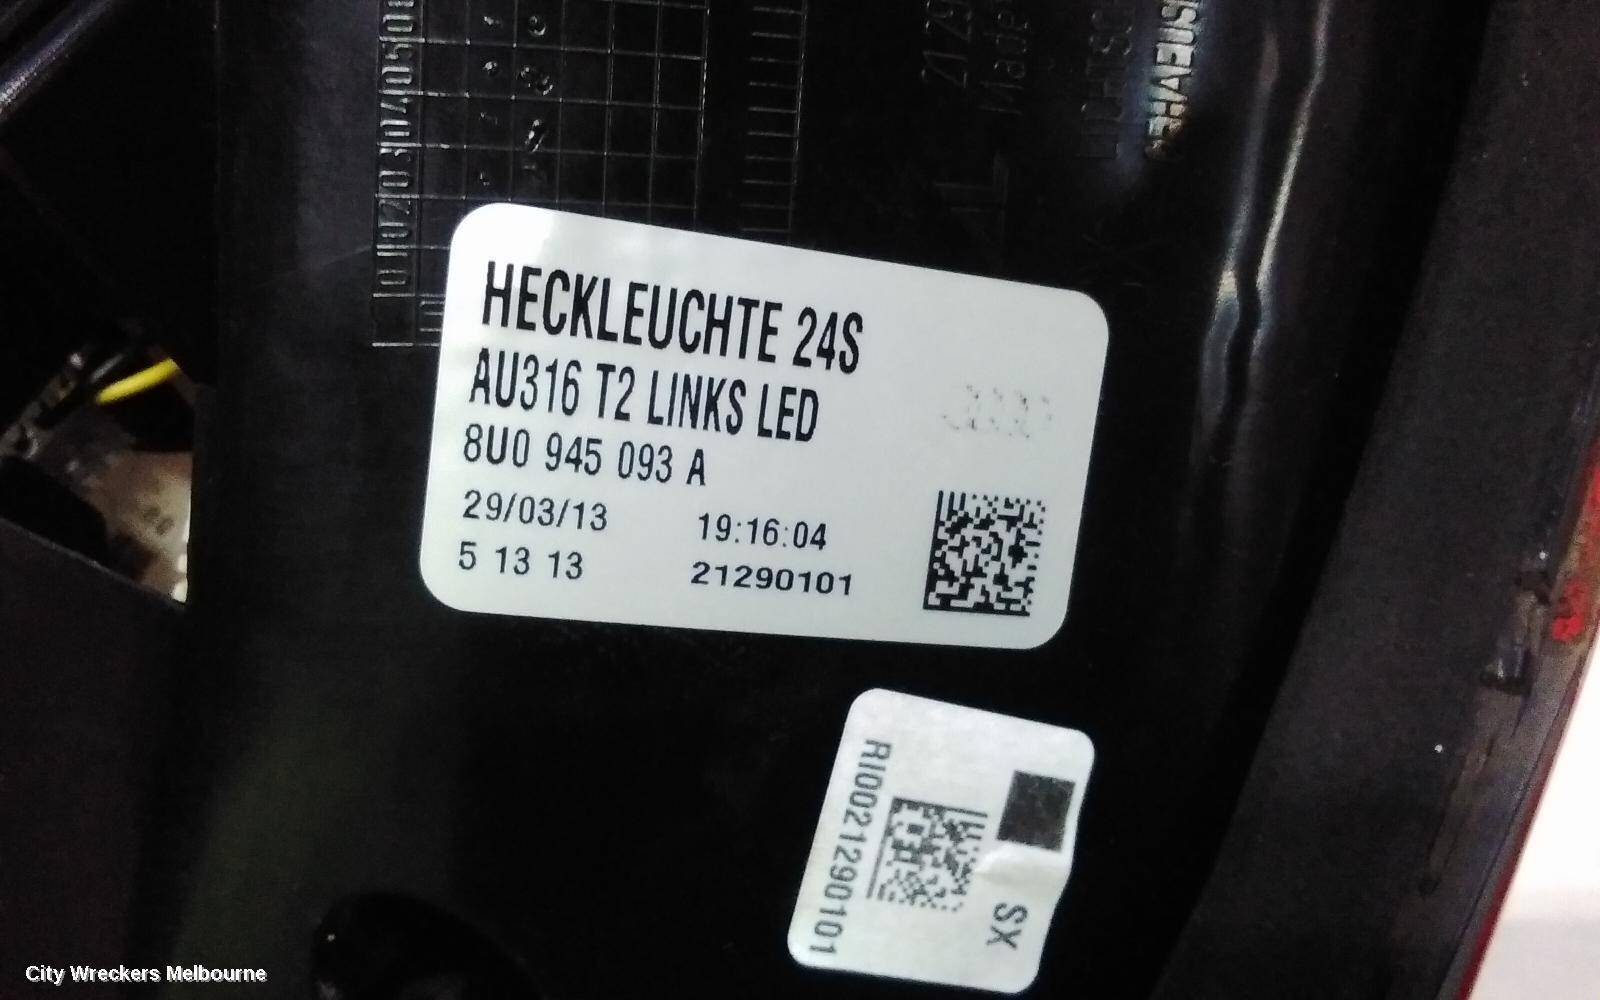 HECKLEUCHTE 24S
AU316 T2 LINKS LED
8U0 945 093 A
29/03/13 19:16:04
5 13 13 21290101
RI0021290101
SX
City Wreckers Melbourne